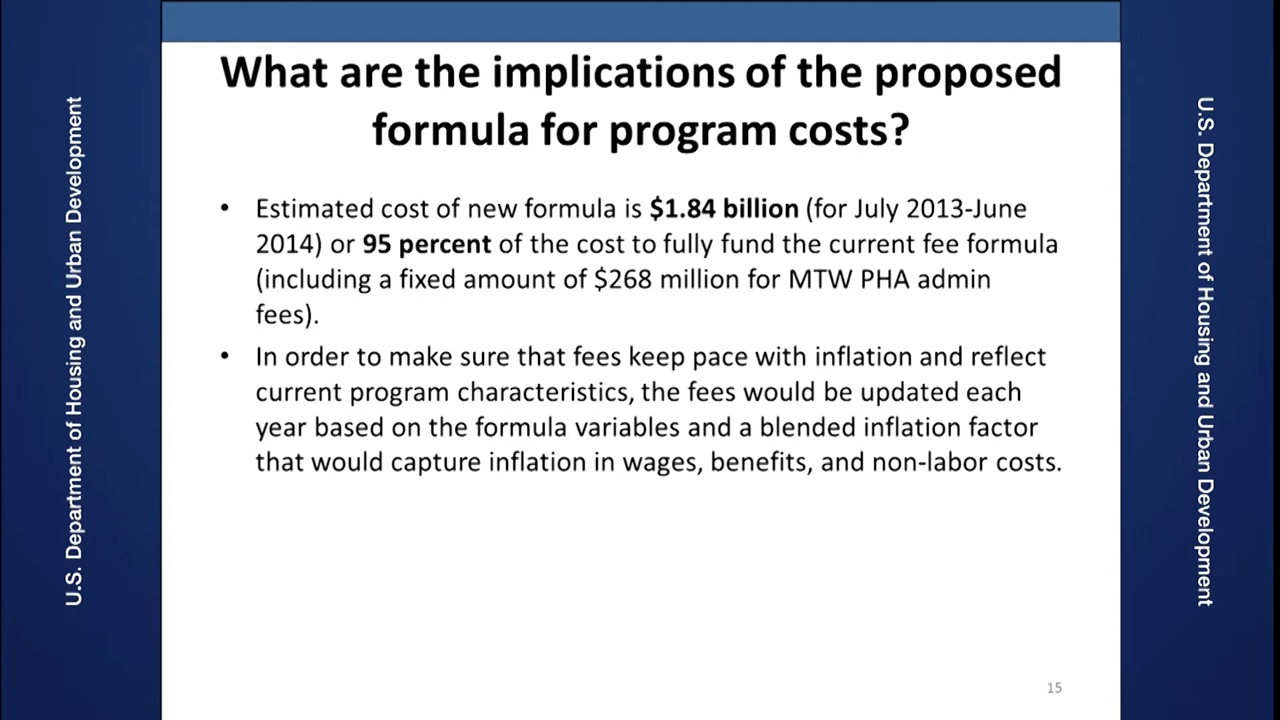 U.S. Department of Housing and Urban Development
What are the implications of the proposed
formula for program costs?
• Estimated cost of new formula is $1.84 billion (for July 2013-June
2014) or 95 percent of the cost to fully fund the current fee formula
(including a fixed amount of $268 million for MTW PHA admin
fees).
• In order to make sure that fees keep pace with inflation and reflect
current program characteristics, the fees would be updated each
year based on the formula variables and a blended inflation factor
that would capture inflation in wages, benefits, and non-labor costs.
15
U.S. Department of Housing and Urban Development